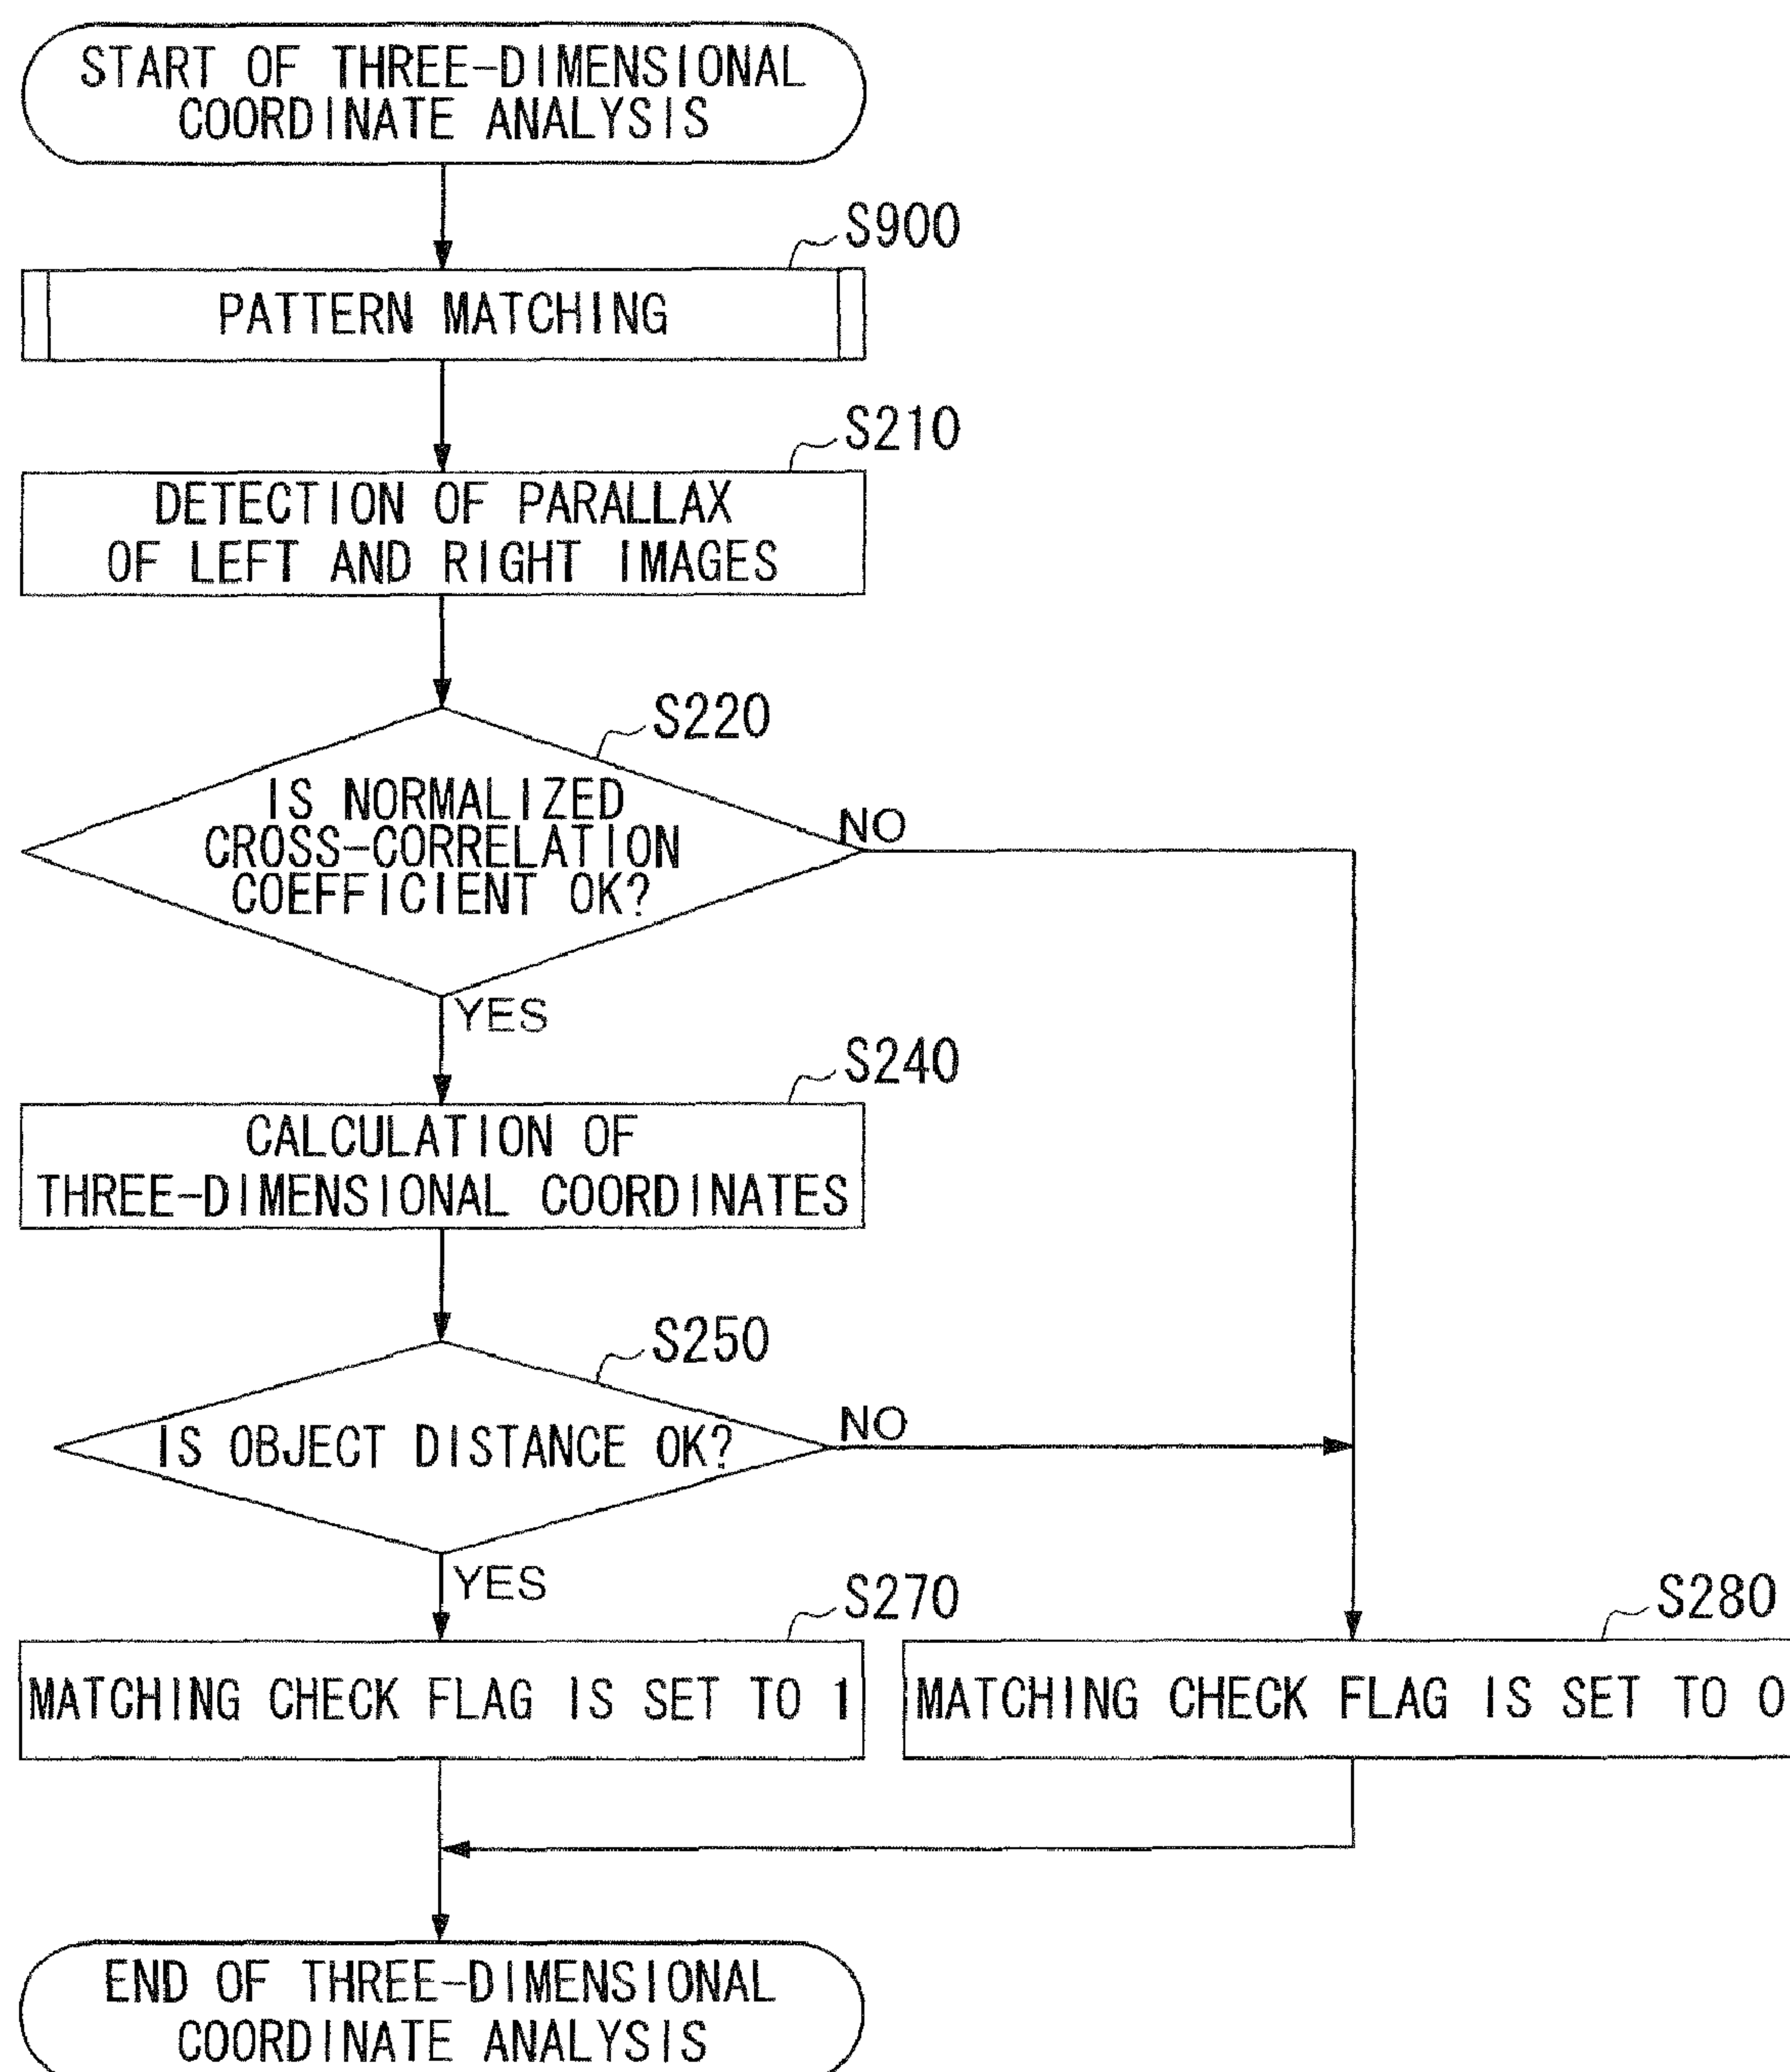 START OF THREE-DIMENSIONAL
COORDINATE ANALYSIS
S900
PATTERN MATCHING
S210
DETECTION OF PARALLAX
OF LEFT AND RIGHT IMAGES
S220
IS NORMALIZED
CROSS-CORRELATION
COEFFICIENT OK?
NO
YES
S240
CALCULATION OF
THREE-DIMENSIONAL COORDINATES
S250
IS OBJECT DISTANCE OK?
NO
YES
S270
MATCHING CHECK FLAG IS SET TO 1
S280
MATCHING CHECK FLAG IS SET TO 0
END OF THREE-DIMENSIONAL
COORDINATE ANALYSIS